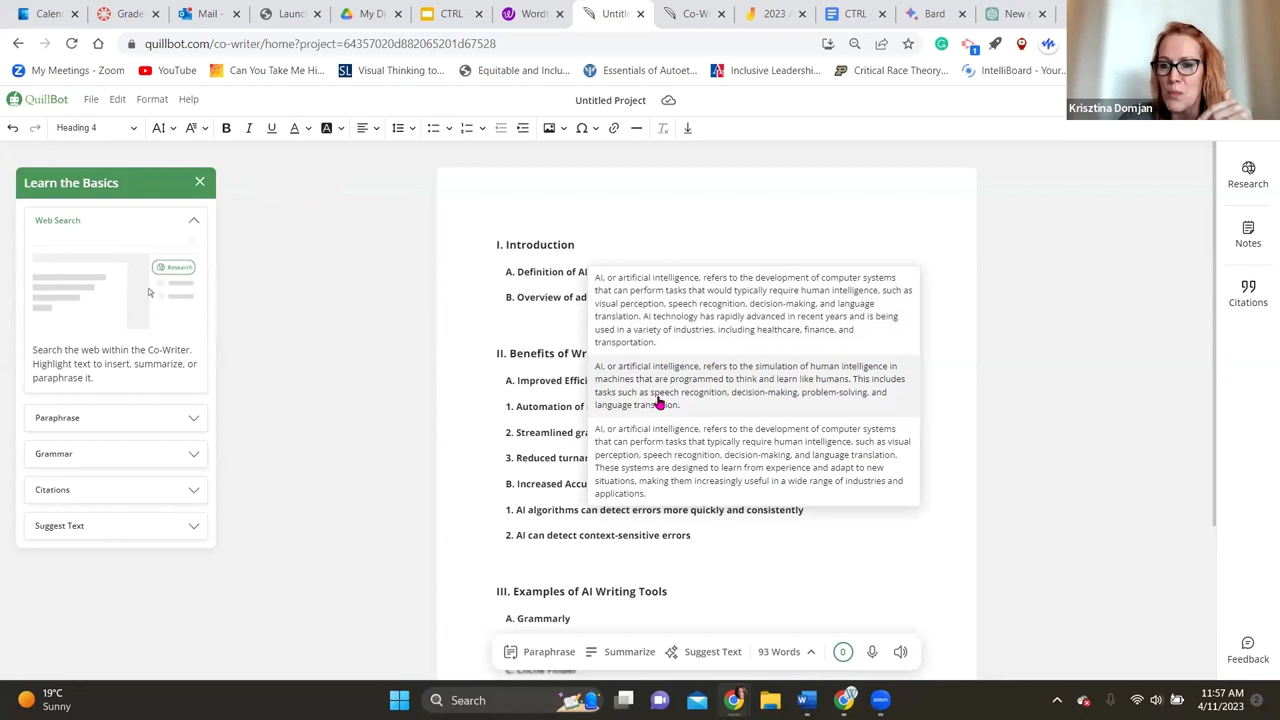 Calen
Grade
Mail -
Launc
My Dr
CTRL
Wordt
Untitle
Co-W
2023 A
CTRL -
Bard
New c
quillbot.com/co-writer/home?project=64357020d882065201d67528
1
My Meetings - Zoom
YouTube
Can You Take Me Hi...
SL Visual Thinking to...
Equitable and Inclu...
Essentials of Autoet...
Inclusive Leadershi...
Critical Race Theory...
IntelliBoard - Your...
Krisztina Domjan
QuillBot
File
Edit
Format
Help
Untitled Project
Heading 4
Learn the Basics
Web Search
Research
Search the web within the Co-Writer.
Highlight text to insert, summarize, or
paraphrase it.
Paraphrase
Grammar
Citations
Suggest Text
I. Introduction
A. Definition of AI
B. Overview of ad
II. Benefits of Wr
A. Improved Effici
1. Automation of
2. Streamlined gra
3. Reduced turnar
B. Increased Accu
1. AI algorithms can detect errors more quickly and consistently
2. AI can detect context-sensitive errors
III. Examples of AI Writing Tools
A. Grammarly
AI, or artificial intelligence, refers to the development of computer systems
that can perform tasks that would typically require human intelligence, such as
visual perception, speech recognition, decision-making, and language
translation. AI technology has rapidly advanced in recent years and is being
used in a variety of industries, including healthcare, finance, and
transportation.
AI, or artificial intelligence, refers to the simulation of human intelligence in
machines that are programmed to think and learn like humans. This includes
tasks such as speech recognition, decision-making, problem-solving, and
language translation.
AI, or artificial intelligence, refers to the development of computer systems
that can perform tasks that typically require human intelligence, such as visual
perception, speech recognition, decision-making, and language translation.
These systems are designed to learn from experience and adapt to new
situations, making them increasingly useful in a wide range of industries and
applications.
Paraphrase
Summarize
Suggest Text
93 Words
0
Research
Notes
Citations
Feedback
19°C
Sunny
Search
11:57 AM
4/11/2023
2